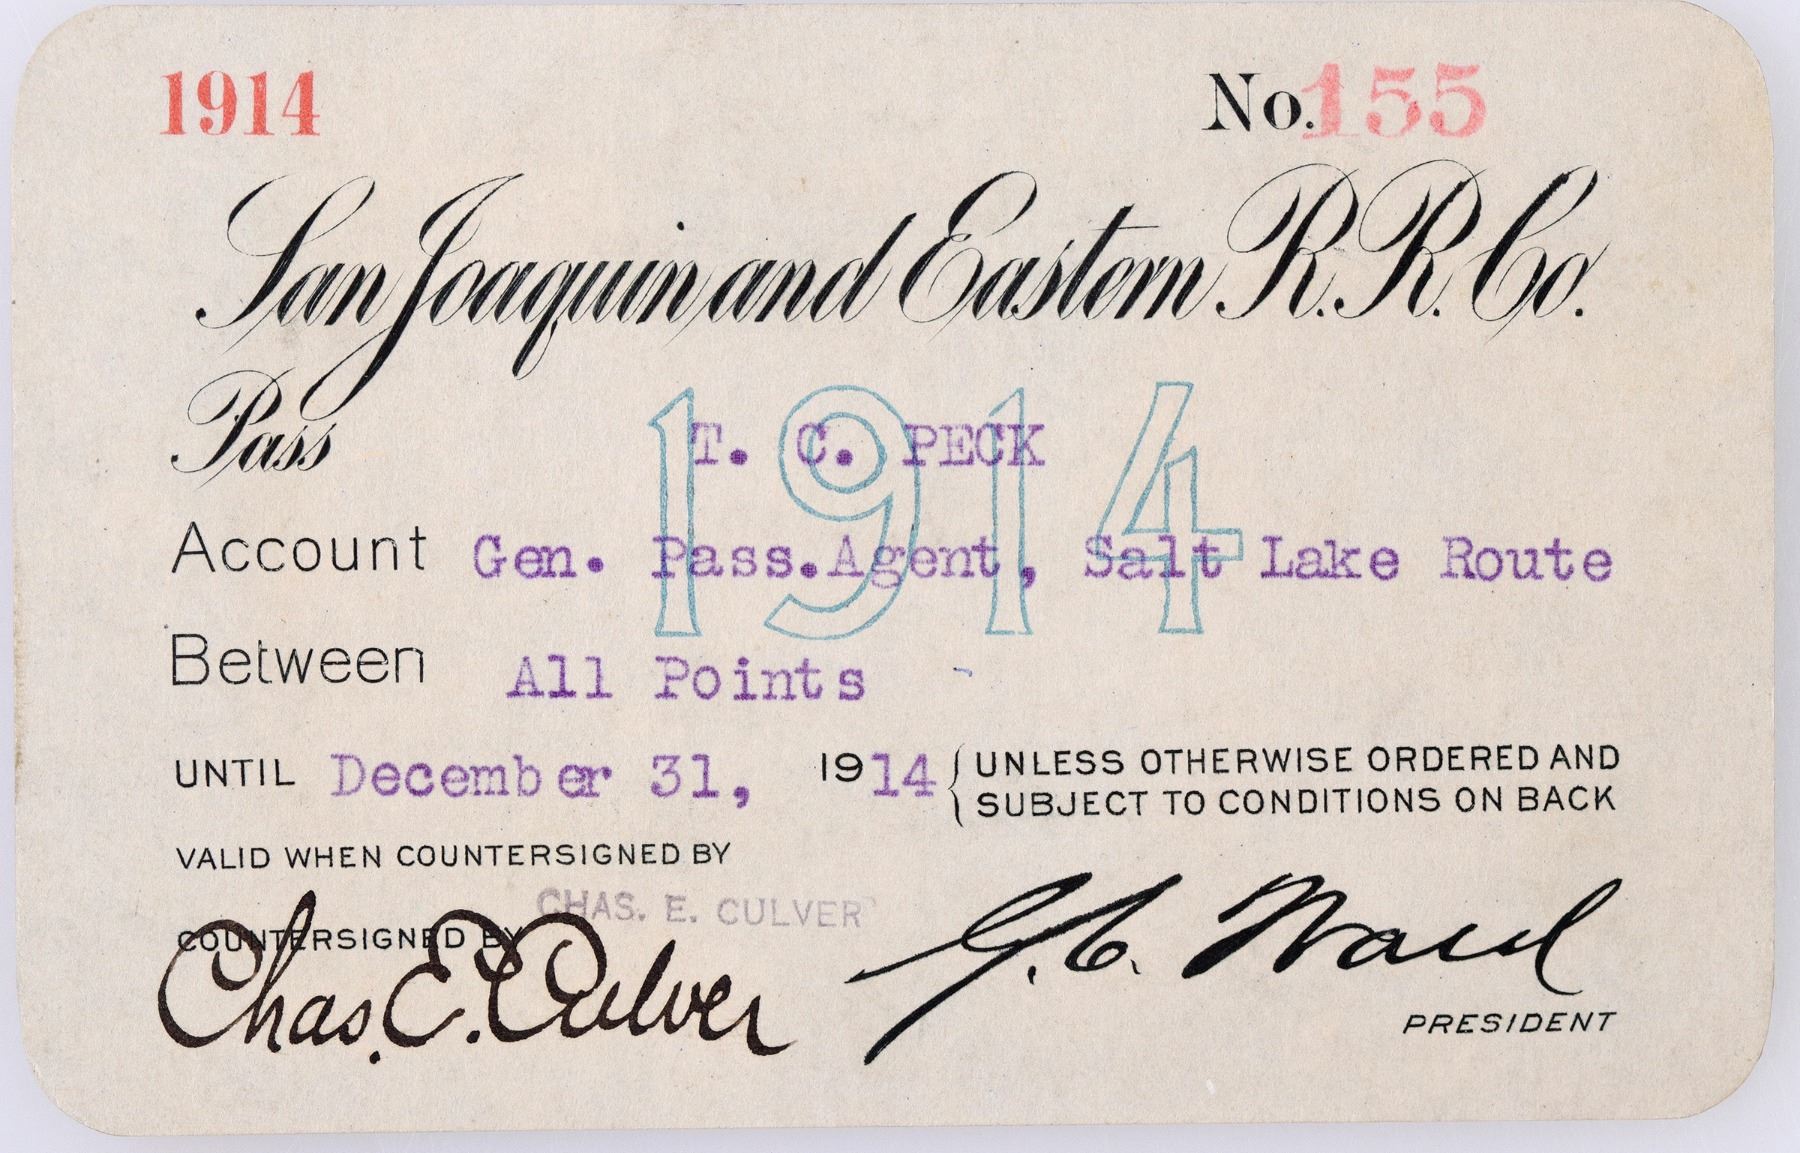 1914
No. 155
San Joaquin and Eastern R.R. Co.
1914
Pass T. C. PECK
Account Gen. Pass. Agent, Salt Lake Route
Between All Points
UNTIL December 31, 1914 { UNLESS OTHERWISE ORDERED AND
SUBJECT TO CONDITIONS ON BACK
VALID WHEN COUNTERSIGNED BY
CHAS. E. CULVER
COUNTERSIGNED BY
Chas. E. Culver
G. C. Ward
PRESIDENT